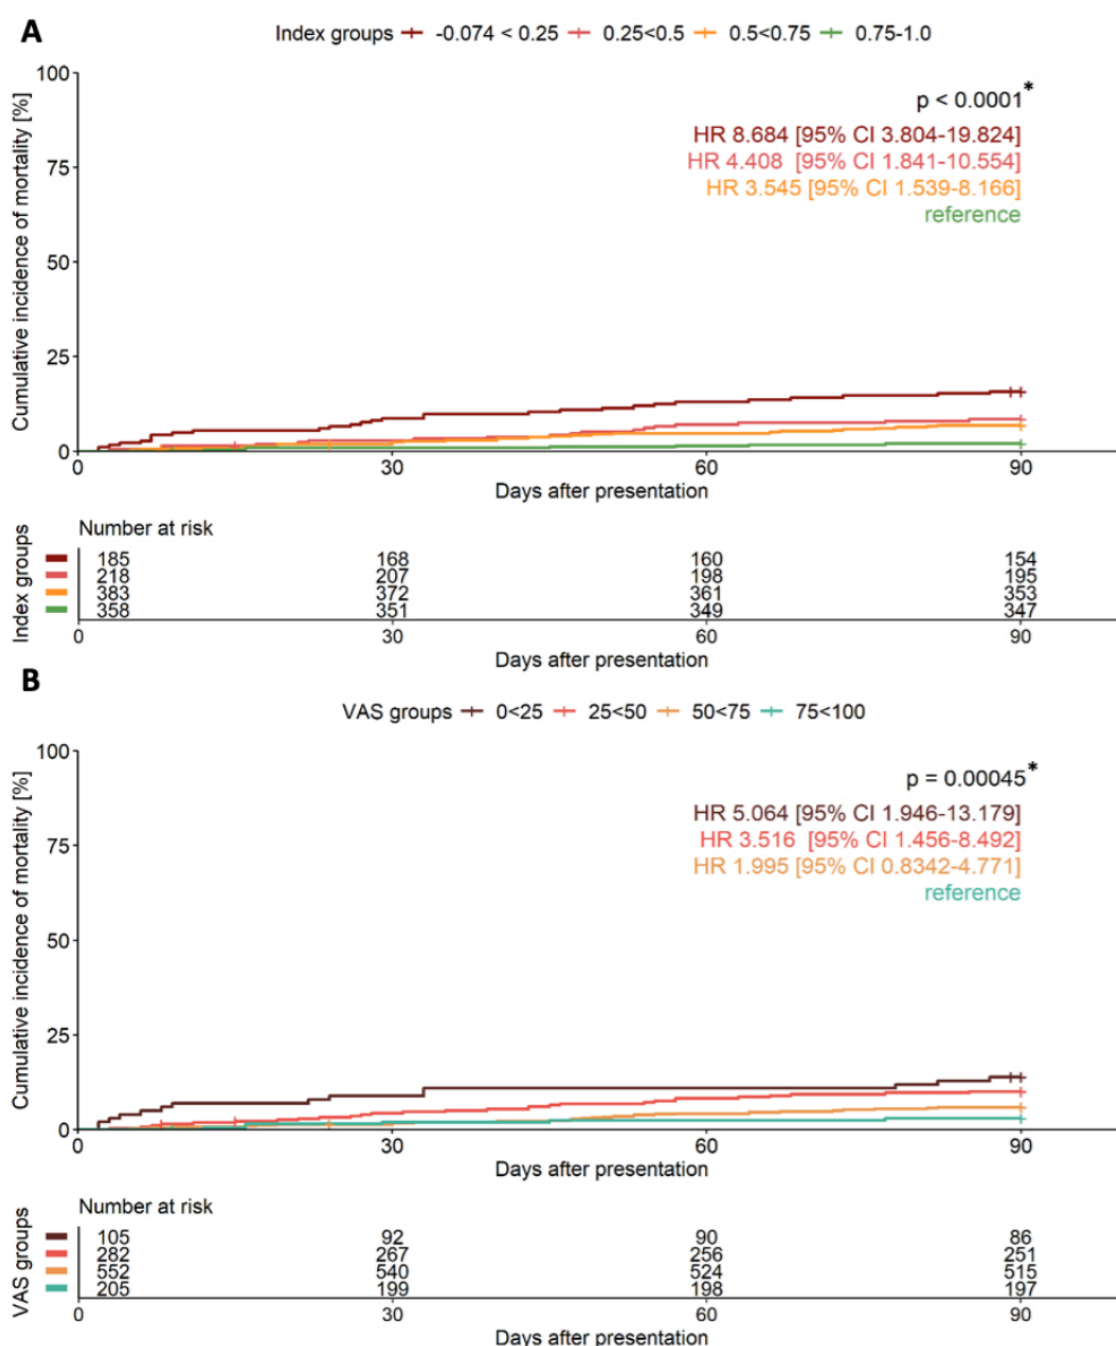 A
Index groups -0.074 < 0.25 0.25<0.5 0.5<0.75 0.75-1.0
Cumulative incidence of mortality [%]
100
75
50
25
0
p < 0.0001*
HR 8.684 [95% CI 3.804-19.824]
HR 4.408 [95% CI 1.841-10.554]
HR 3.545 [95% CI 1.539-8.166]
reference
0 30 60 90
Days after presentation
Number at risk
Index groups
185 168 160 154
218 207 198 195
383 372 361 353
358 351 349 347
0 30 60 90
Days after presentation
B
VAS groups 0<25 25<50 50<75 75<100
Cumulative incidence of mortality [%]
100
75
50
25
0
p = 0.00045*
HR 5.064 [95% CI 1.946-13.179]
HR 3.516 [95% CI 1.456-8.492]
HR 1.995 [95% CI 0.8342-4.771]
reference
0 30 60 90
Days after presentation
Number at risk
VAS groups
105 92 90 86
282 267 256 251
552 540 524 515
205 199 198 197
0 30 60 90
Days after presentation